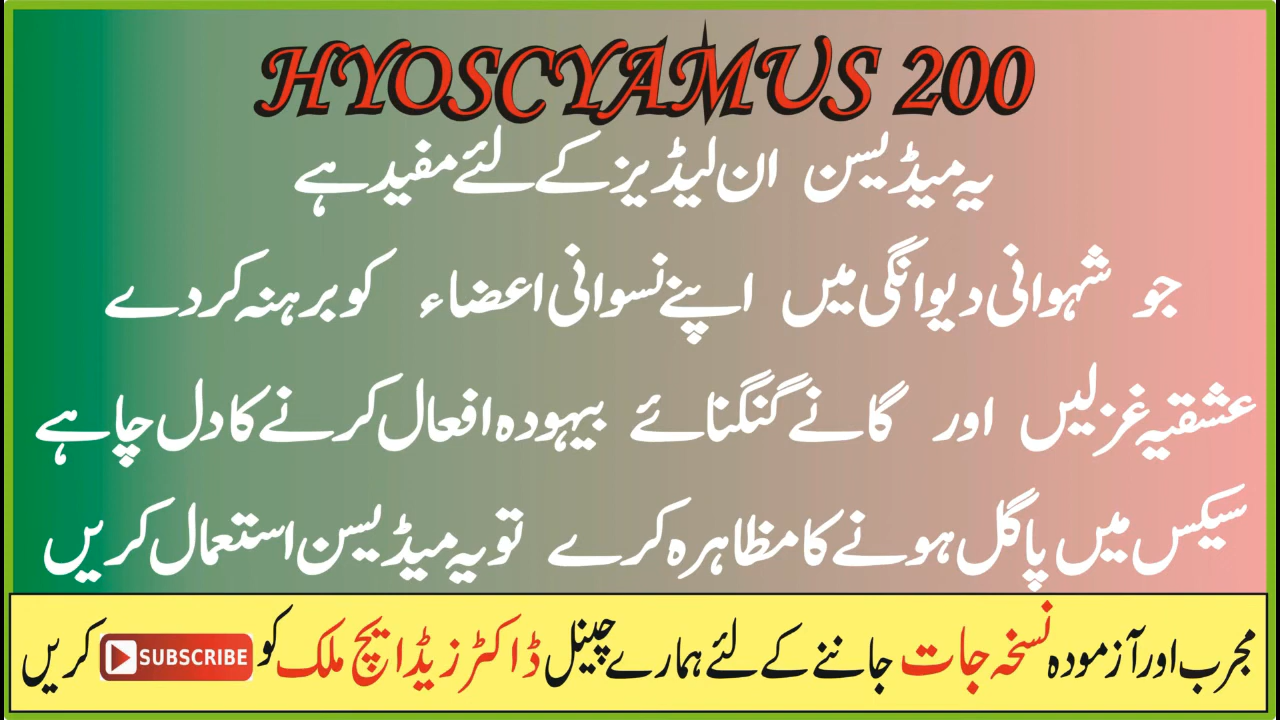 HYOSCYAMUS 200
یہ میڈیسن ان لیڈیز کے لئے مفید ہے
جو شہوانی دیوانگی میں اپنے نسوانی اعضاء کو برہنہ کردے
عشقیہ غزلیں اور گانے گنگنائے بیہودہ افعال کرنے کا دل چاہے
سیکس میں پاگل ہونے کا مظاہرہ کرے تو یہ میڈیسن استعمال کریں
مجرب اور آزمودہ نسخہ جات جاننے کے لئے ہمارے چینل ڈاکٹر زیڈ ایچ ملک کو SUBSCRIBE کریں